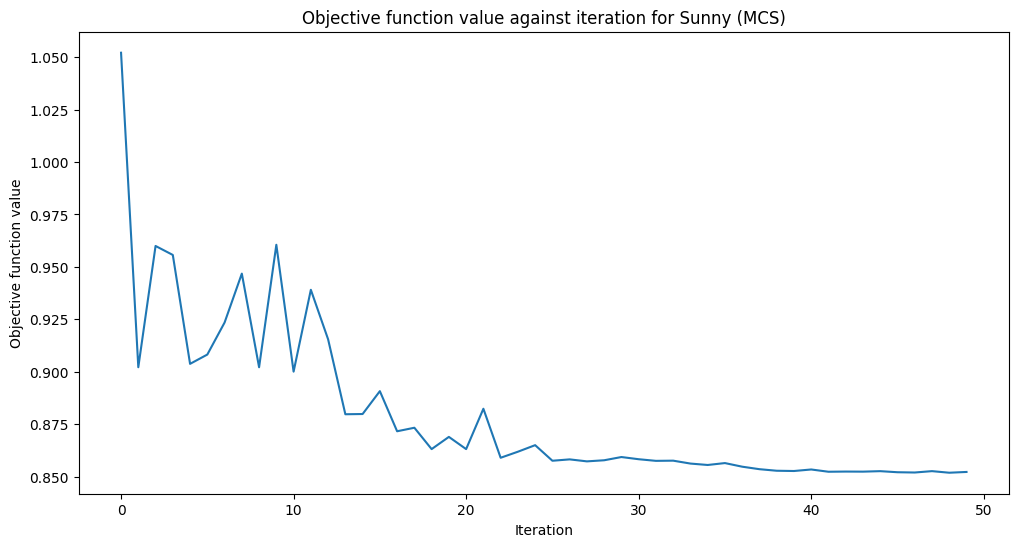 Objective function value against iteration for Sunny (MCS)
Objective function value
1.050
1.025
1.000
0.975
0.950
0.925
0.900
0.875
0.850
0 10 20 30 40 50
Iteration